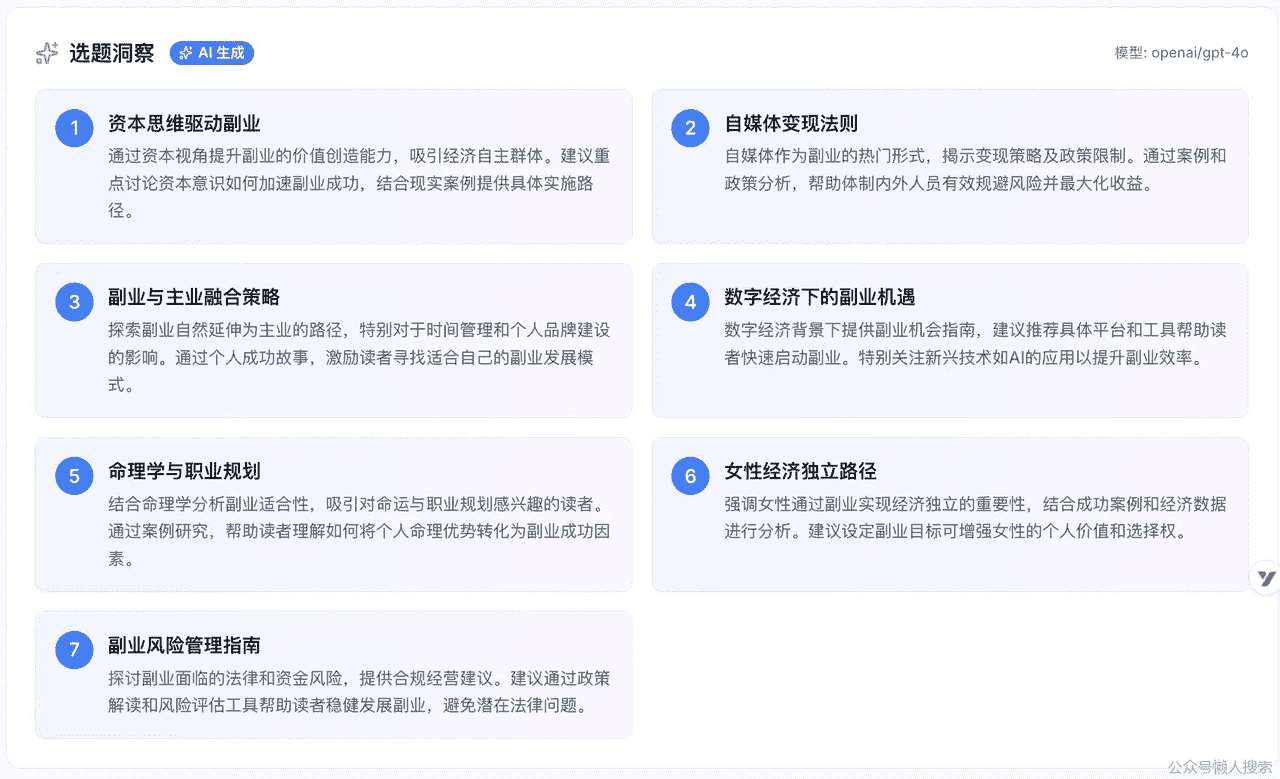 选题洞察 AI 生成 模型: openai/gpt-4o
1 资本思维驱动副业
通过资本视角提升副业的价值创造能力，吸引经济自主群体。建议重
点讨论资本意识如何加速副业成功，结合现实案例提供具体实施路
径。
2 自媒体变现法则
自媒体作为副业的热门形式，揭示变现策略及政策限制。通过案例和
政策分析，帮助体制内外人员有效规避风险并最大化收益。
3 副业与主业融合策略
探索副业自然延伸为主业的路径，特别对于时间管理和个人品牌建设
的影响。通过个人成功故事，激励读者寻找适合自己的副业发展模
式。
4 数字经济下的副业机遇
数字经济背景下提供副业机会指南，建议推荐具体平台和工具帮助读
者快速启动副业。特别关注新兴技术如AI的应用以提升副业效率。
5 命理学与职业规划
结合命理学分析副业适合性，吸引对命运与职业规划感兴趣的读者。
通过案例研究，帮助读者理解如何将个人命理优势转化为副业成功因
素。
6 女性经济独立路径
强调女性通过副业实现经济独立的重要性，结合成功案例和经济数据
进行分析。建议设定副业目标可增强女性的个人价值和选择权。
7 副业风险管理指南
探讨副业面临的法律和资金风险，提供合规经营建议。建议通过政策
解读和风险评估工具帮助读者稳健发展副业，避免潜在法律问题。
公众号懒人搜索